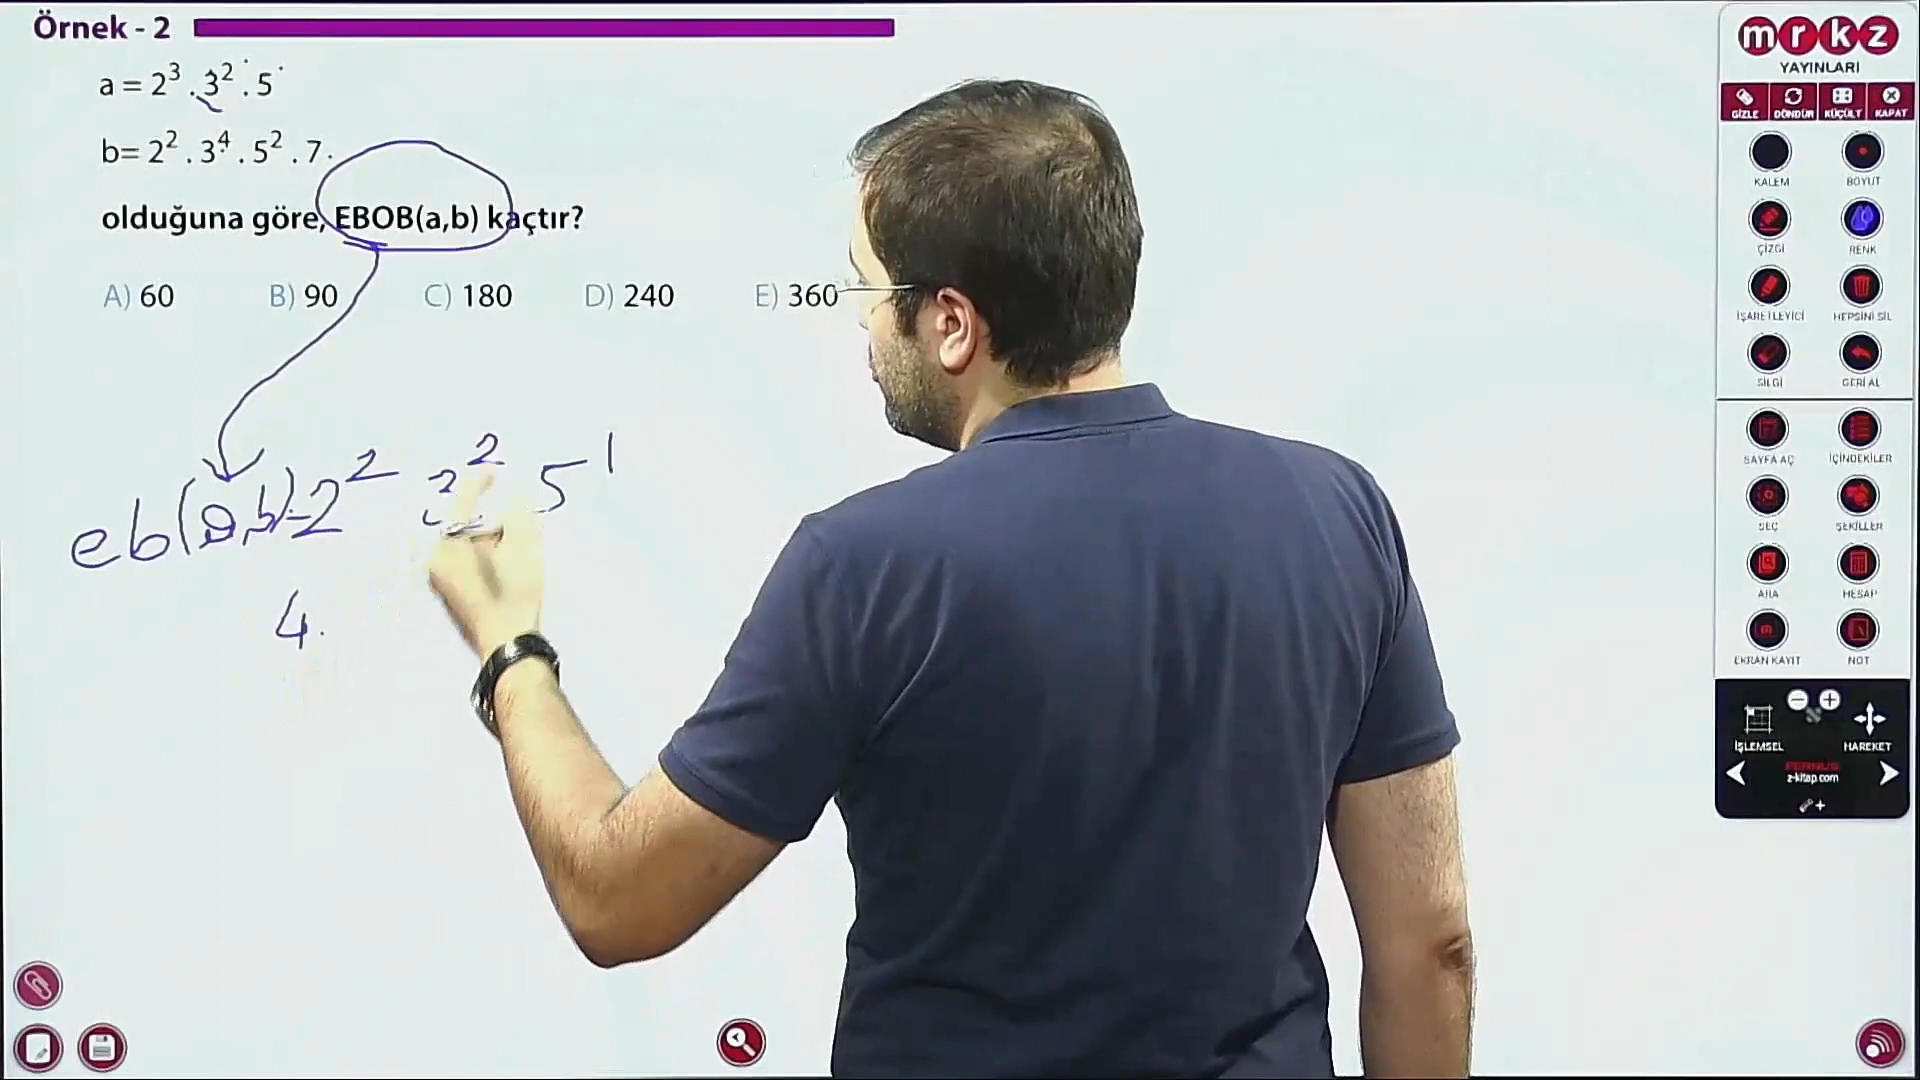 Örnek - 2
a = 2³ . 3² . 5
b= 2² . 3⁴ . 5² . 7
olduğuna göre, EBOB(a,b) kaçtır?
A) 60 B) 90 C) 180 D) 240 E) 360
eb(a,b)=2² 3² 5¹
4.
mrkz
YAYINLARI
GİZLE DÖNDÜR KÜÇÜLT KAPAT
KALEM BOYUT
ÇİZGİ RENK
İŞARETLEYİCİ HEPSİNİ SİL
SİLGİ GERİ AL
SAYFA AÇ İÇİNDEKİLER
SEÇ ŞEKİLLER
ARA HESAP
EKRAN KAYIT NOT
İŞLEMSEL HAREKET
FERNUS
z-kitap.com